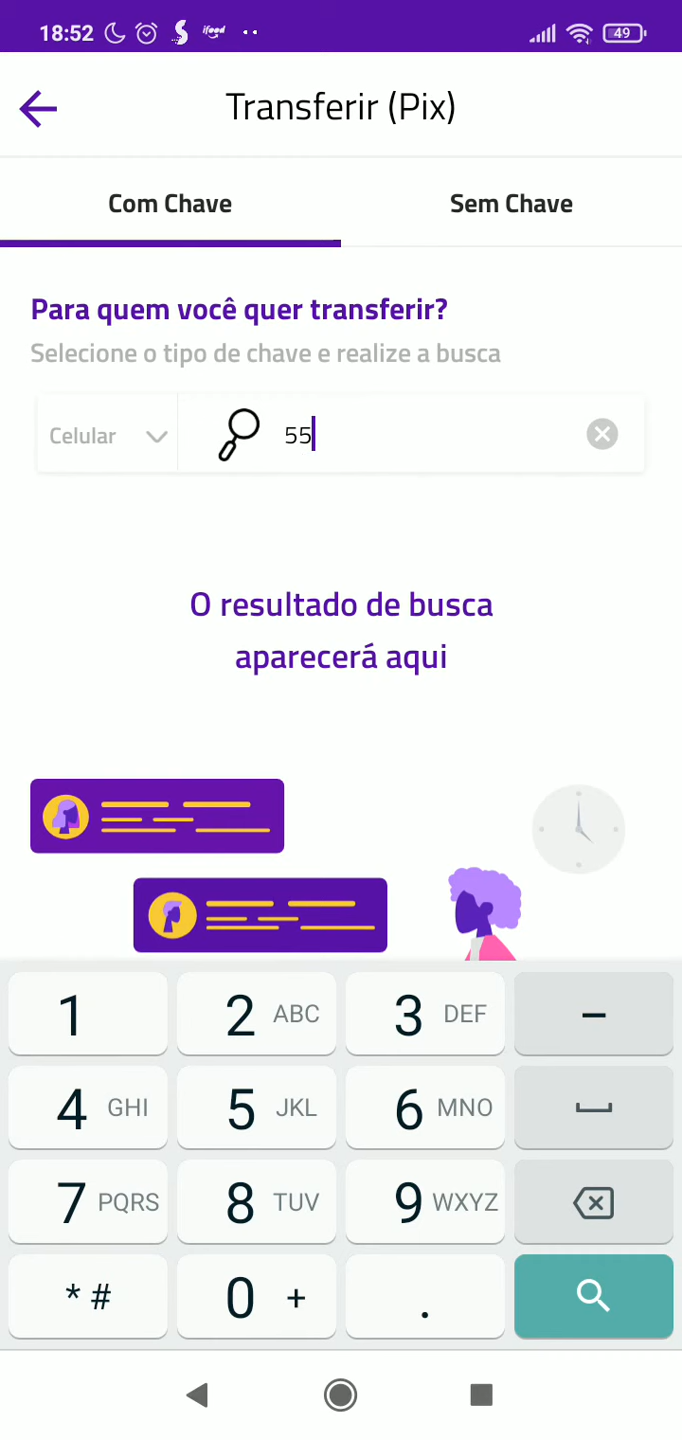 18:52 ifood 49
Transferir (Pix)
Com Chave Sem Chave
Para quem você quer transferir?
Selecione o tipo de chave e realize a busca
Celular 55
O resultado de busca
aparecerá aqui
1 2 ABC 3 DEF –
4 GHI 5 JKL 6 MNO
7 PQRS 8 TUV 9 WXYZ
* # 0 + .